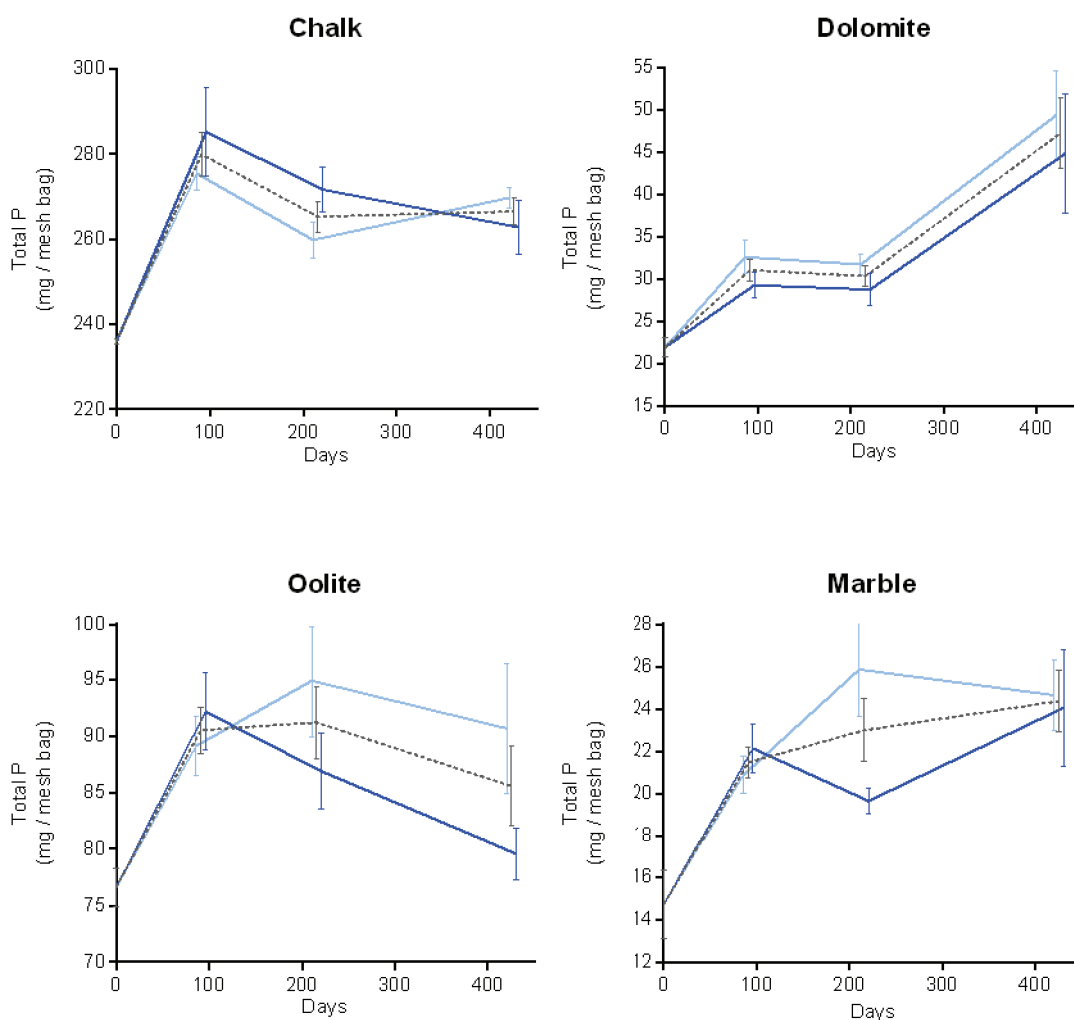 Chalk
Total P
(mg / mesh bag)
300
280
260
240
220
0 100 200 300 400
Days
Dolomite
Total P
(mg / mesh bag)
55
50
45
40
35
30
25
20
15
0 100 200 300 400
Days
Oolite
Total P
(mg / mesh bag)
100
95
90
85
80
75
70
0 100 200 300 400
Days
Marble
Total P
(mg / mesh bag)
28
26
24
22
20
18
16
14
12
0 100 200 300 400
Days